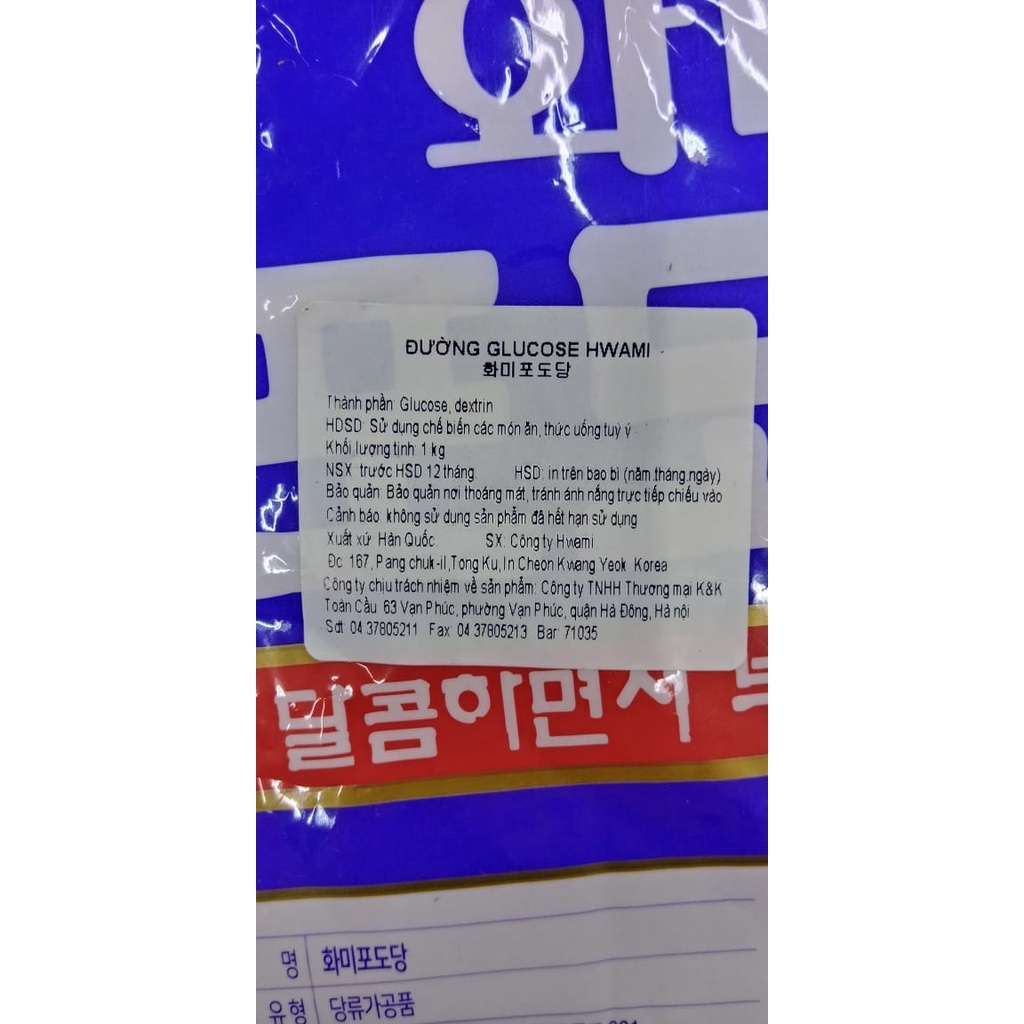 화
포도
ĐƯỜNG GLUCOSE HWAMI
화미포도당
Thành phần: Glucose, dextrin
HDSD: Sử dụng chế biến các món ăn, thức uống tuỳ ý
Khối lượng tịnh: 1 kg
NSX: trước HSD 12 tháng. HSD: in trên bao bì (năm.tháng.ngày)
Bảo quản: Bảo quản nơi thoáng mát, tránh ánh nắng trực tiếp chiếu vào
Cảnh báo: không sử dụng sản phẩm đã hết hạn sử dụng
Xuất xứ: Hàn Quốc. SX: Công ty Hwami
Đc: 167, Pang chuk-il,Tong Ku,In Cheon Kwang Yeok Korea
Công ty chịu trách nhiệm về sản phẩm: Công ty TNHH Thương mại K&K
Toàn Cầu 63 Vạn Phúc, phường Vạn Phúc, quận Hà Đông, Hà nội
Sdt: 04 37805211 Fax: 04 37805213 Bar: 71035
달콤하면서
명 화미포도당
유형 당류가공품